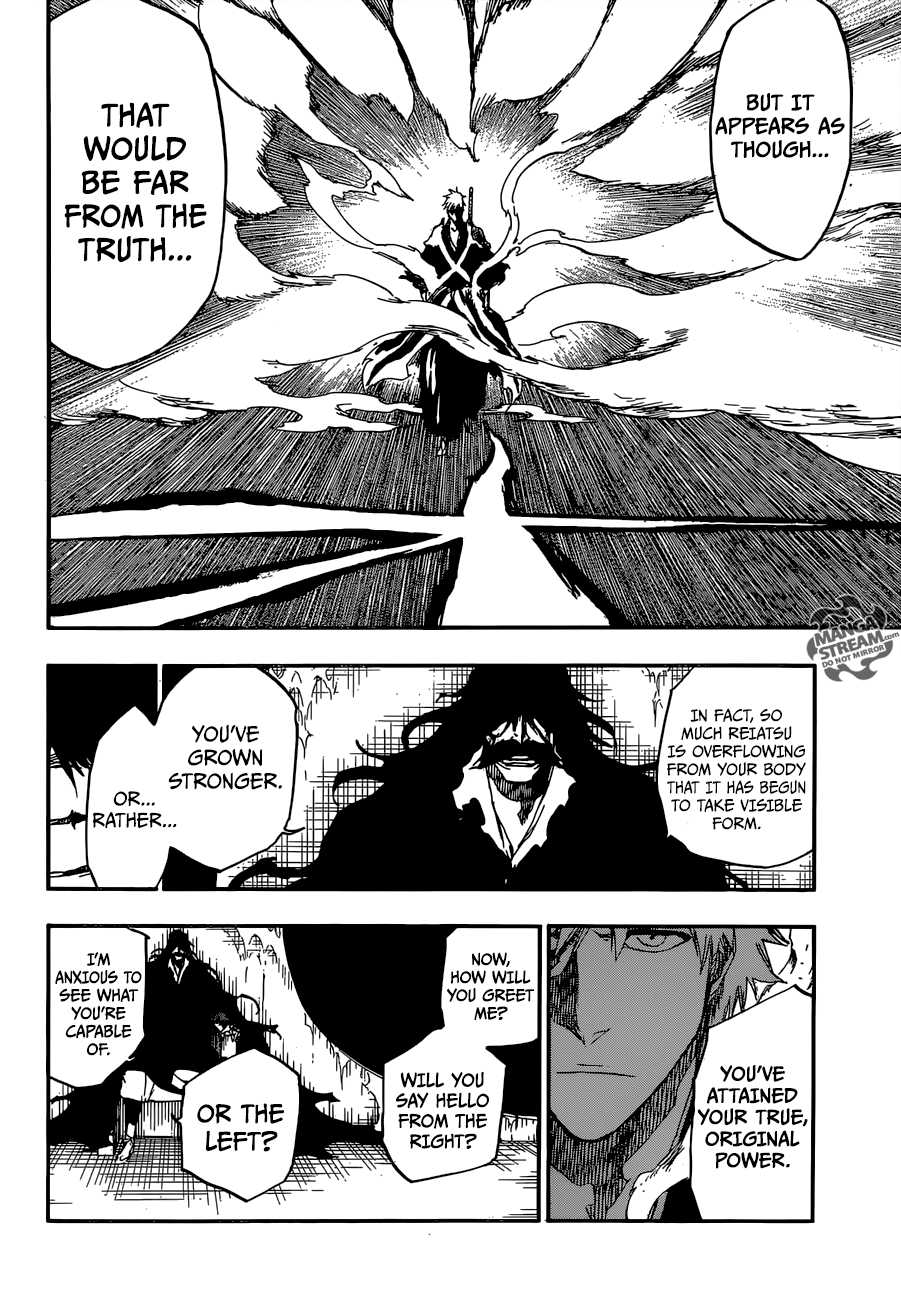 BUT IT
APPEARS AS
THOUGH...
THAT
WOULD
BE FAR
FROM THE
TRUTH...
MANGA
STREAM.com
DO NOT MIRROR
IN FACT, SO
MUCH REIATSU
IS OVERFLOWING
FROM YOUR BODY
THAT IT HAS BEGUN
TO TAKE VISIBLE
FORM.
YOU'VE
GROWN
STRONGER.
OR...
RATHER...
YOU'VE
ATTAINED
YOUR TRUE,
ORIGINAL
POWER.
NOW,
HOW WILL
YOU GREET
ME?
WILL YOU
SAY HELLO
FROM THE
RIGHT?
OR THE
LEFT?
I'M
ANXIOUS TO
SEE WHAT
YOU'RE
CAPABLE
OF.